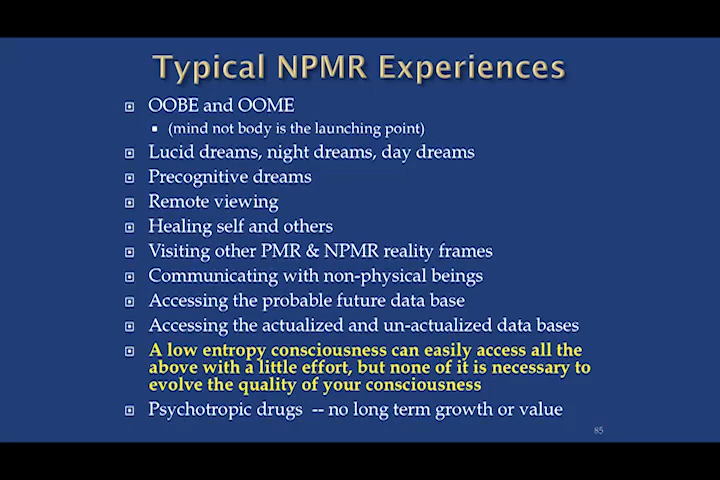 Typical NPMR Experiences
OOBE and OOME
(mind not body is the launching point)
Lucid dreams, night dreams, day dreams
Precognitive dreams
Remote viewing
Healing self and others
Visiting other PMR & NPMR reality frames
Communicating with non-physical beings
Accessing the probable future data base
Accessing the actualized and un-actualized data bases
A low entropy consciousness can easily access all the
above with a little effort, but none of it is necessary to
evolve the quality of your consciousness
Psychotropic drugs -- no long term growth or value
85